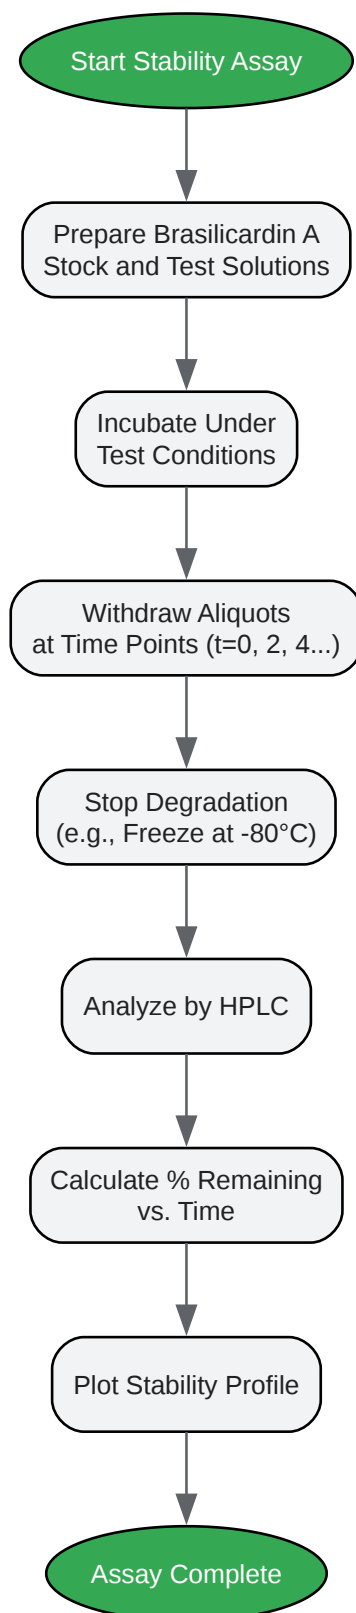 Start Stability Assay
Prepare Brasilicardin A
Stock and Test Solutions
Incubate Under
Test Conditions
Withdraw Aliquots
at Time Points (t=0, 2, 4...)
Stop Degradation
(e.g., Freeze at -80°C)
Analyze by HPLC
Calculate % Remaining
vs. Time
Plot Stability Profile
Assay Complete